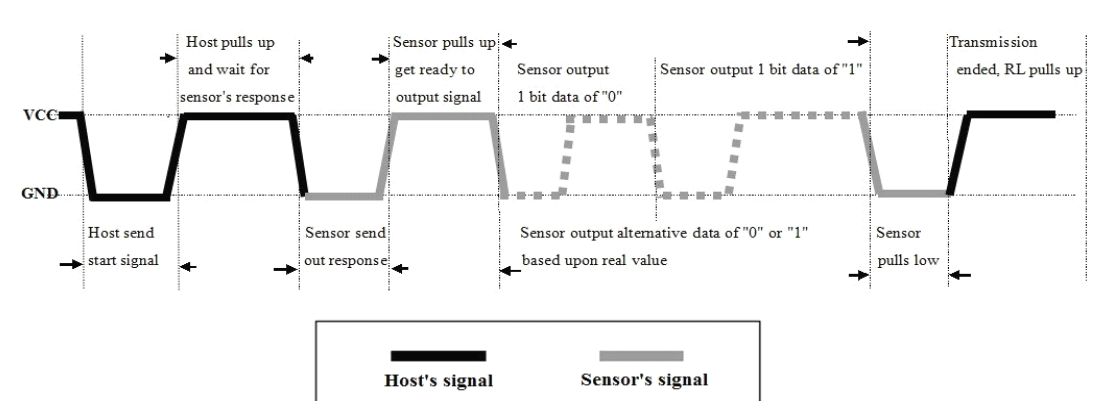 Host pulls up
and wait for
sensor's response
Sensor pulls up
get ready to
output signal
Sensor output
1 bit data of "0"
Sensor output 1 bit data of "1"
Transmission
ended, RL pulls up
VCC
GND
Host send
start signal
Sensor send
out response
Sensor output alternative data of "0" or "1"
based upon real value
Sensor
pulls low
Host's signal
Sensor's signal